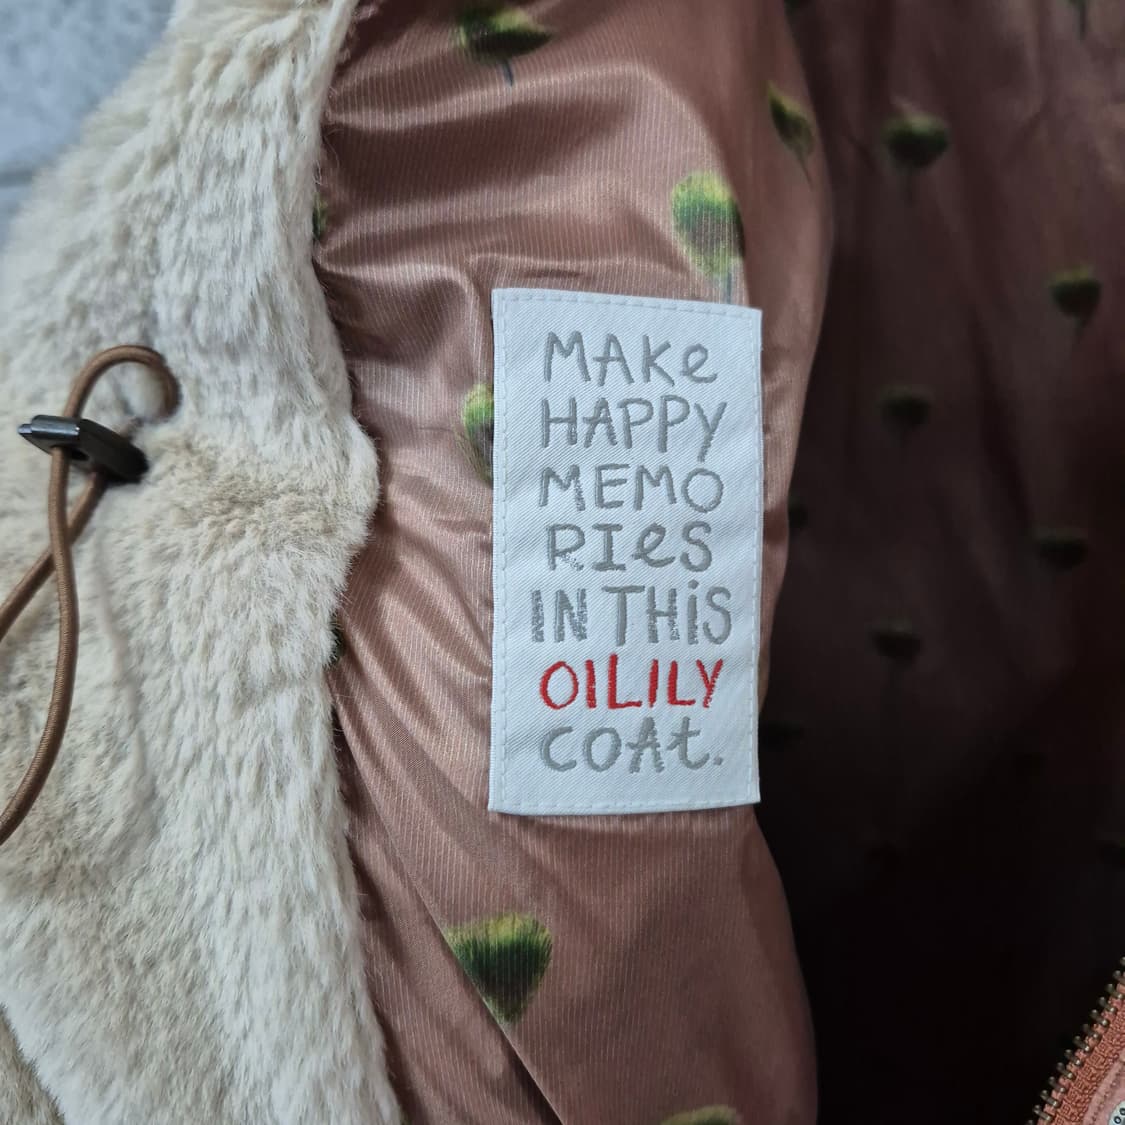 MAKe
HAPPY
MEMO
RIeS
IN THiS
OILILY
COAt.